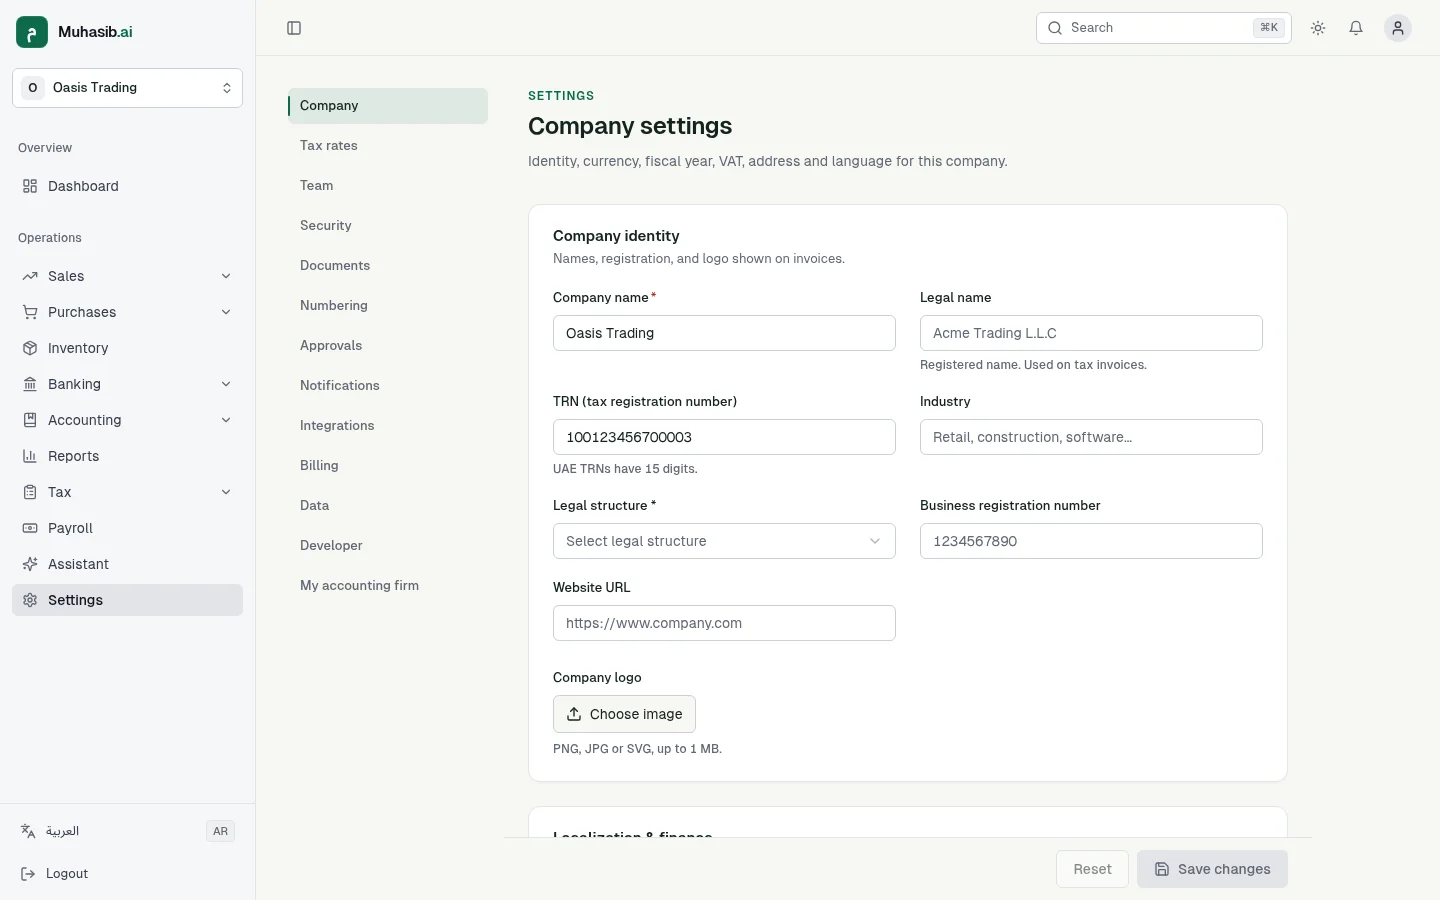 Muhasib.ai
O Oasis Trading
Overview
Dashboard
Operations
Sales
Purchases
Inventory
Banking
Accounting
Reports
Tax
Payroll
Assistant
Settings
العربية AR
Logout
Search ⌘K
Company
Tax rates
Team
Security
Documents
Numbering
Approvals
Notifications
Integrations
Billing
Data
Developer
My accounting firm
SETTINGS
Company settings
Identity, currency, fiscal year, VAT, address and language for this company.
Company identity
Names, registration, and logo shown on invoices.
Company name*
Oasis Trading
Legal name
Acme Trading L.L.C
Registered name. Used on tax invoices.
TRN (tax registration number)
100123456700003
UAE TRNs have 15 digits.
Industry
Retail, construction, software...
Legal structure *
Select legal structure
Business registration number
1234567890
Website URL
https://www.company.com
Company logo
Choose image
PNG, JPG or SVG, up to 1 MB.
Localization & finance
Reset
Save changes